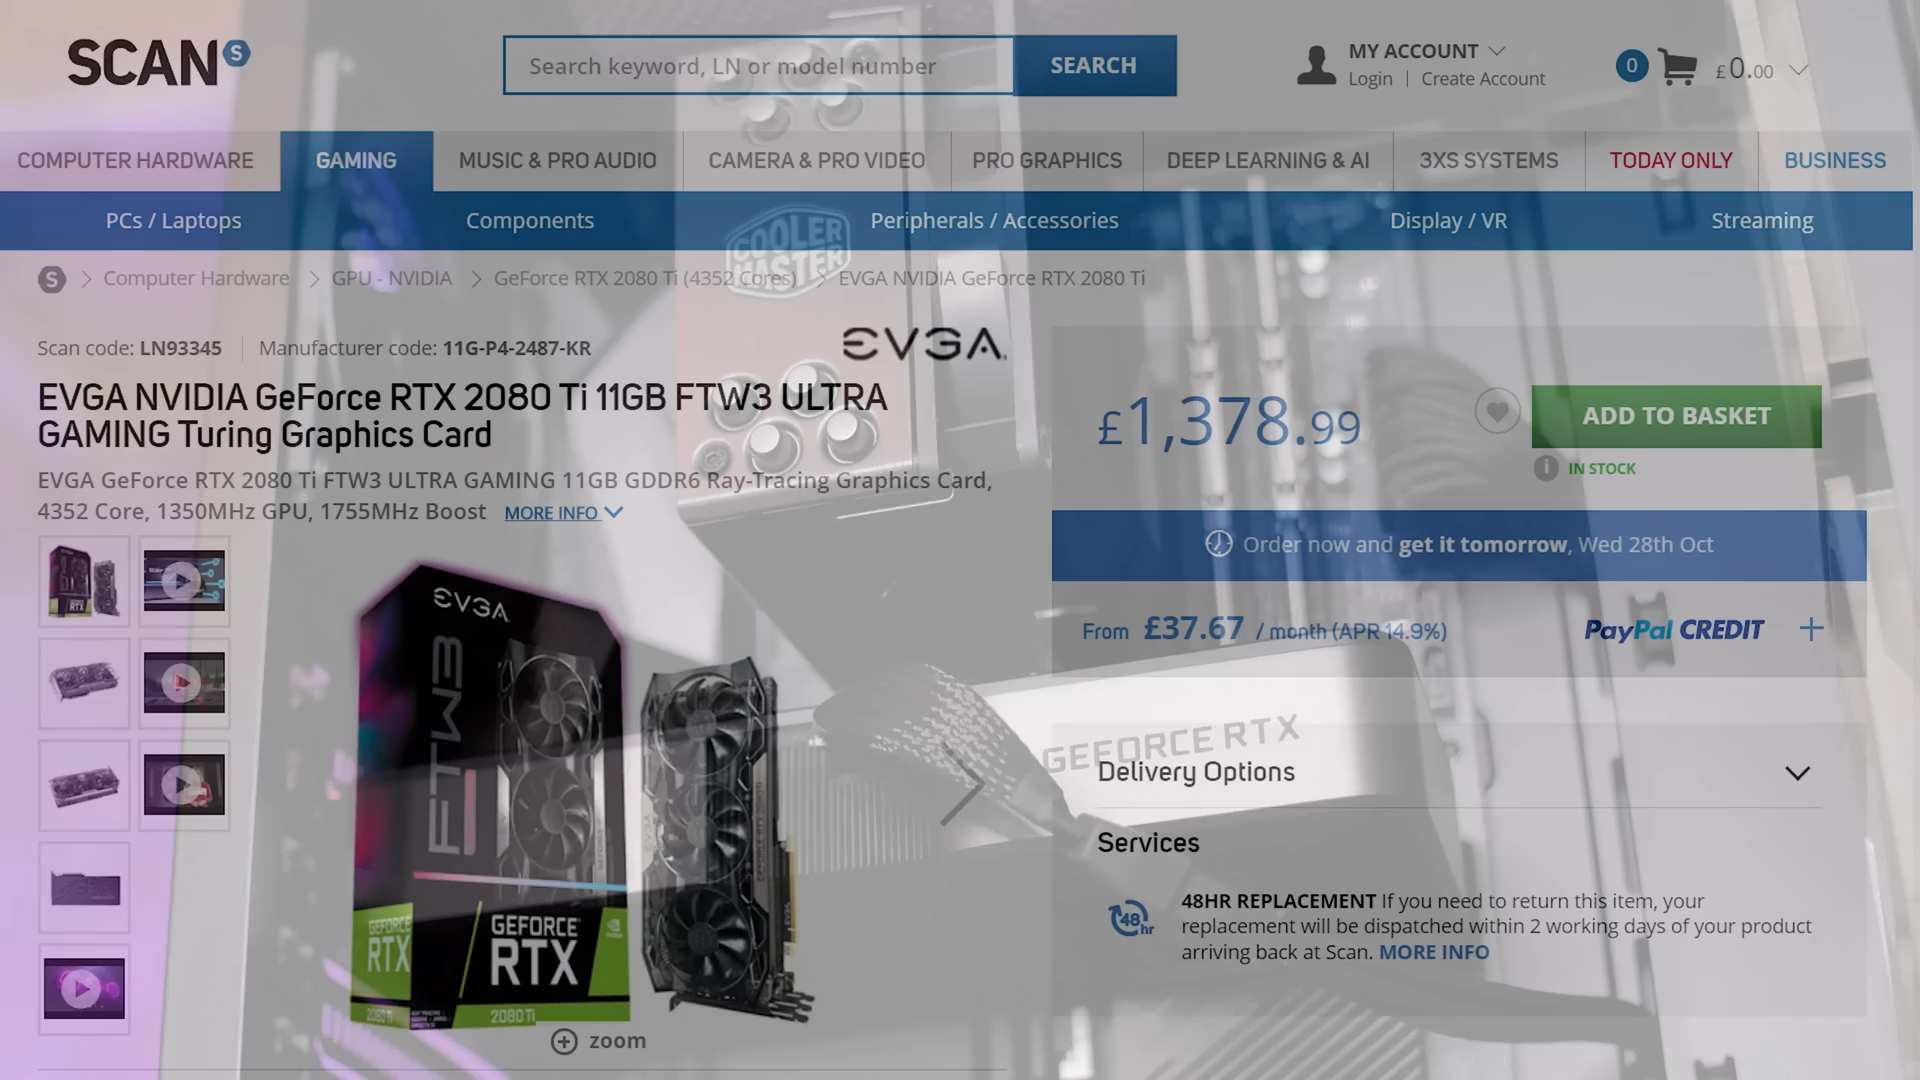 SCAN S
Search keyword, LN or model number
SEARCH
MY ACCOUNT
Login | Create Account
0
£0.00
COMPUTER HARDWARE
GAMING
MUSIC & PRO AUDIO
CAMERA & PRO VIDEO
PRO GRAPHICS
DEEP LEARNING & AI
3XS SYSTEMS
TODAY ONLY
BUSINESS
PCs / Laptops
Components
Peripherals / Accessories
Display / VR
Streaming
COOLER MASTER
S > Computer Hardware > GPU - NVIDIA > GeForce RTX 2080 Ti (4352 Cores) > EVGA NVIDIA GeForce RTX 2080 Ti
Scan code: LN93345 | Manufacturer code: 11G-P4-2487-KR
EVGA
EVGA NVIDIA GeForce RTX 2080 Ti 11GB FTW3 ULTRA
GAMING Turing Graphics Card
EVGA GeForce RTX 2080 Ti FTW3 ULTRA GAMING 11GB GDDR6 Ray-Tracing Graphics Card,
4352 Core, 1350MHz GPU, 1755MHz Boost MORE INFO
£1,378.99
ADD TO BASKET
IN STOCK
Order now and get it tomorrow, Wed 28th Oct
From £37.67 / month (APR 14.9%)
PayPal CREDIT
EVGA
FTW3
GEFORCE
RTX
2080 Ti
GEFORCE
RTX
2080 Ti
zoom
GEFORCE RTX
Delivery Options
Services
48hr
48HR REPLACEMENT If you need to return this item, your
replacement will be dispatched within 2 working days of your product
arriving back at Scan. MORE INFO